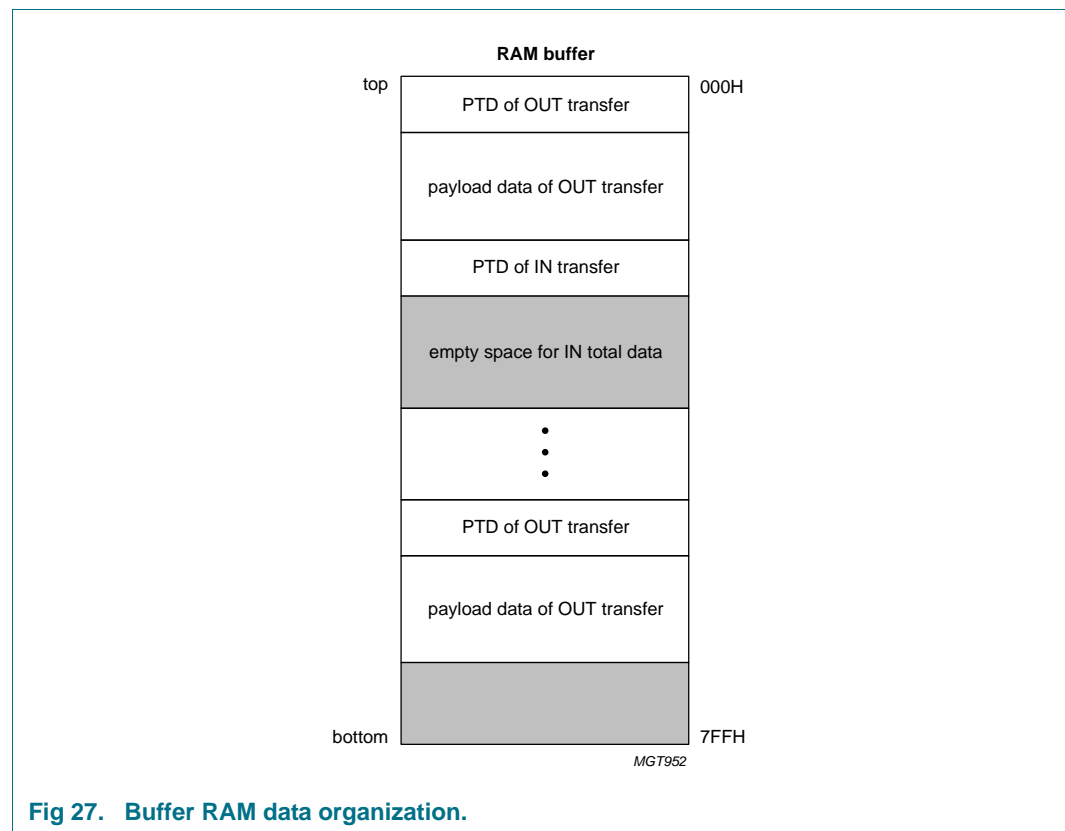 RAM buffer
top
000H
PTD of OUT transfer
payload data of OUT transfer
PTD of IN transfer
empty space for IN total data
PTD of OUT transfer
payload data of OUT transfer
bottom
7FFH
MGT952
Fig 27. Buffer RAM data organization.